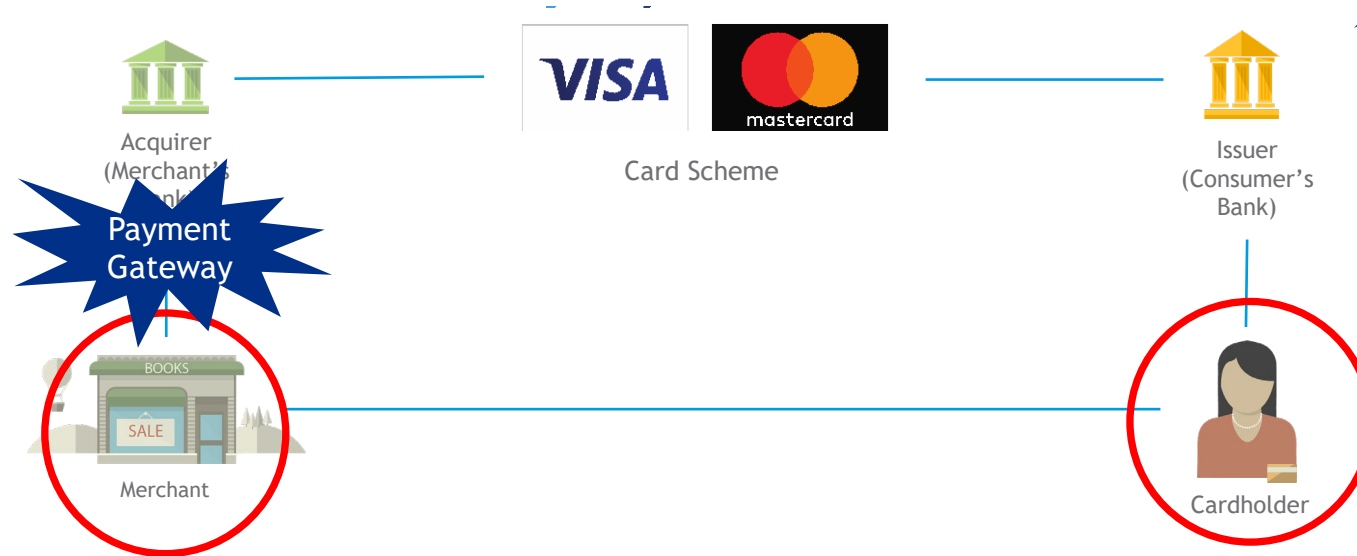 VISA
mastercard
Card Scheme
Acquirer
(Merchant's
Payment
Gateway
Issuer
(Consumer's
Bank)
BOOKS
SALE
Merchant
Cardholder